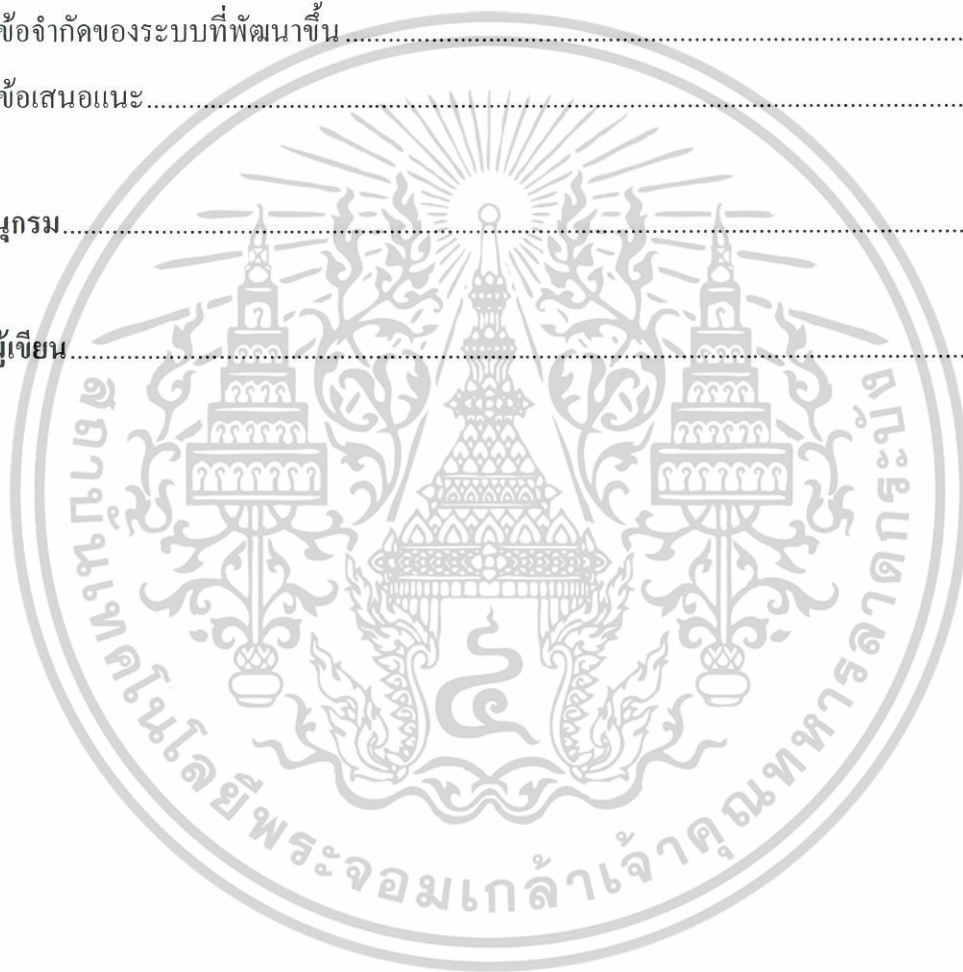 ข้อจำกัดของระบบที่พัฒนาขึ้น
ข้อเสนอแนะ
นุกรม
ผู้เขียน
สถาบันเทคโนโลยีพระจอมเกล้าเจ้าคุณทหารลาดกระบัง
๔